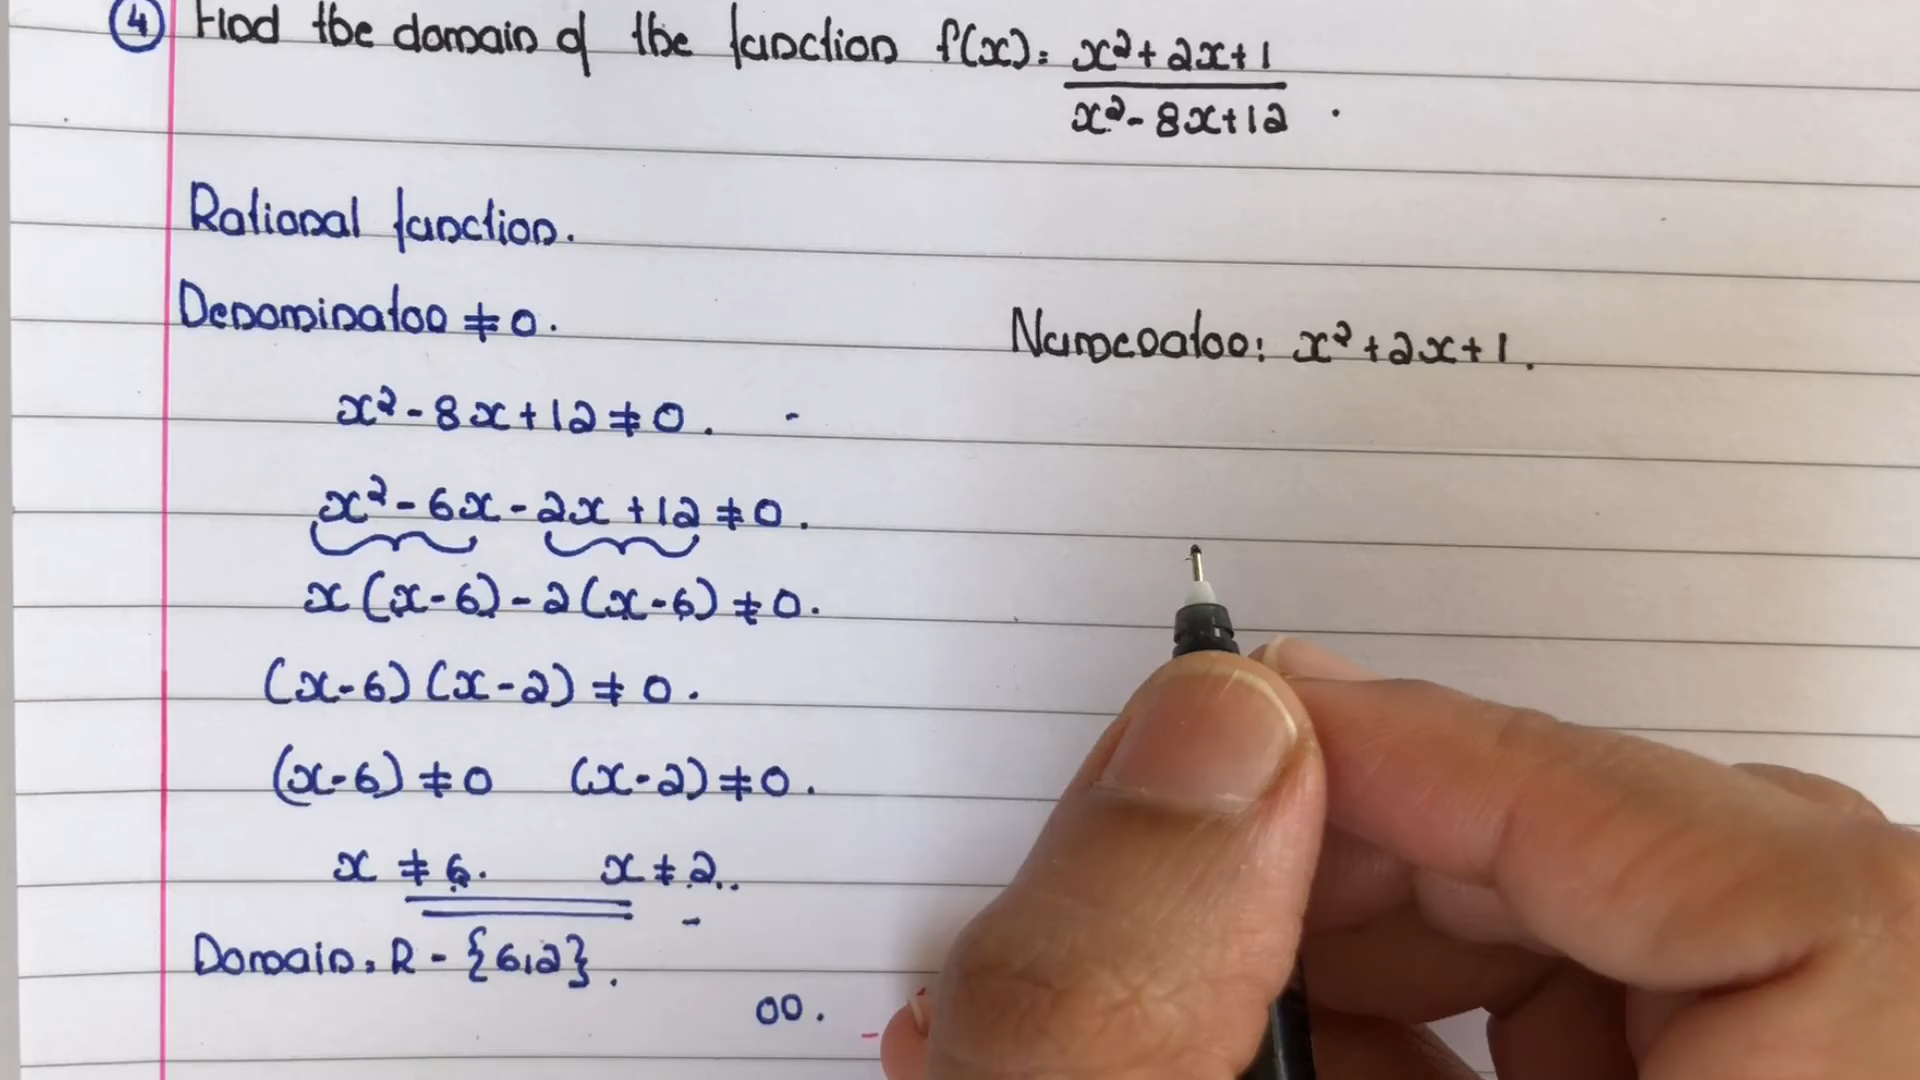 ④ Find the domain of the function f(x) = x²+2x+1
x²-8x+12 .
Rational function.
Denominator ≠ 0.
Numerator: x²+2x+1.
x²-8x+12 ≠ 0.
x²-6x-2x+12 ≠ 0.
x(x-6)-2(x-6) ≠ 0.
(x-6)(x-2) ≠ 0.
(x-6) ≠ 0 (x-2) ≠ 0.
x ≠ 6. x ≠ 2.
Domain = R - {6,2}.
or.